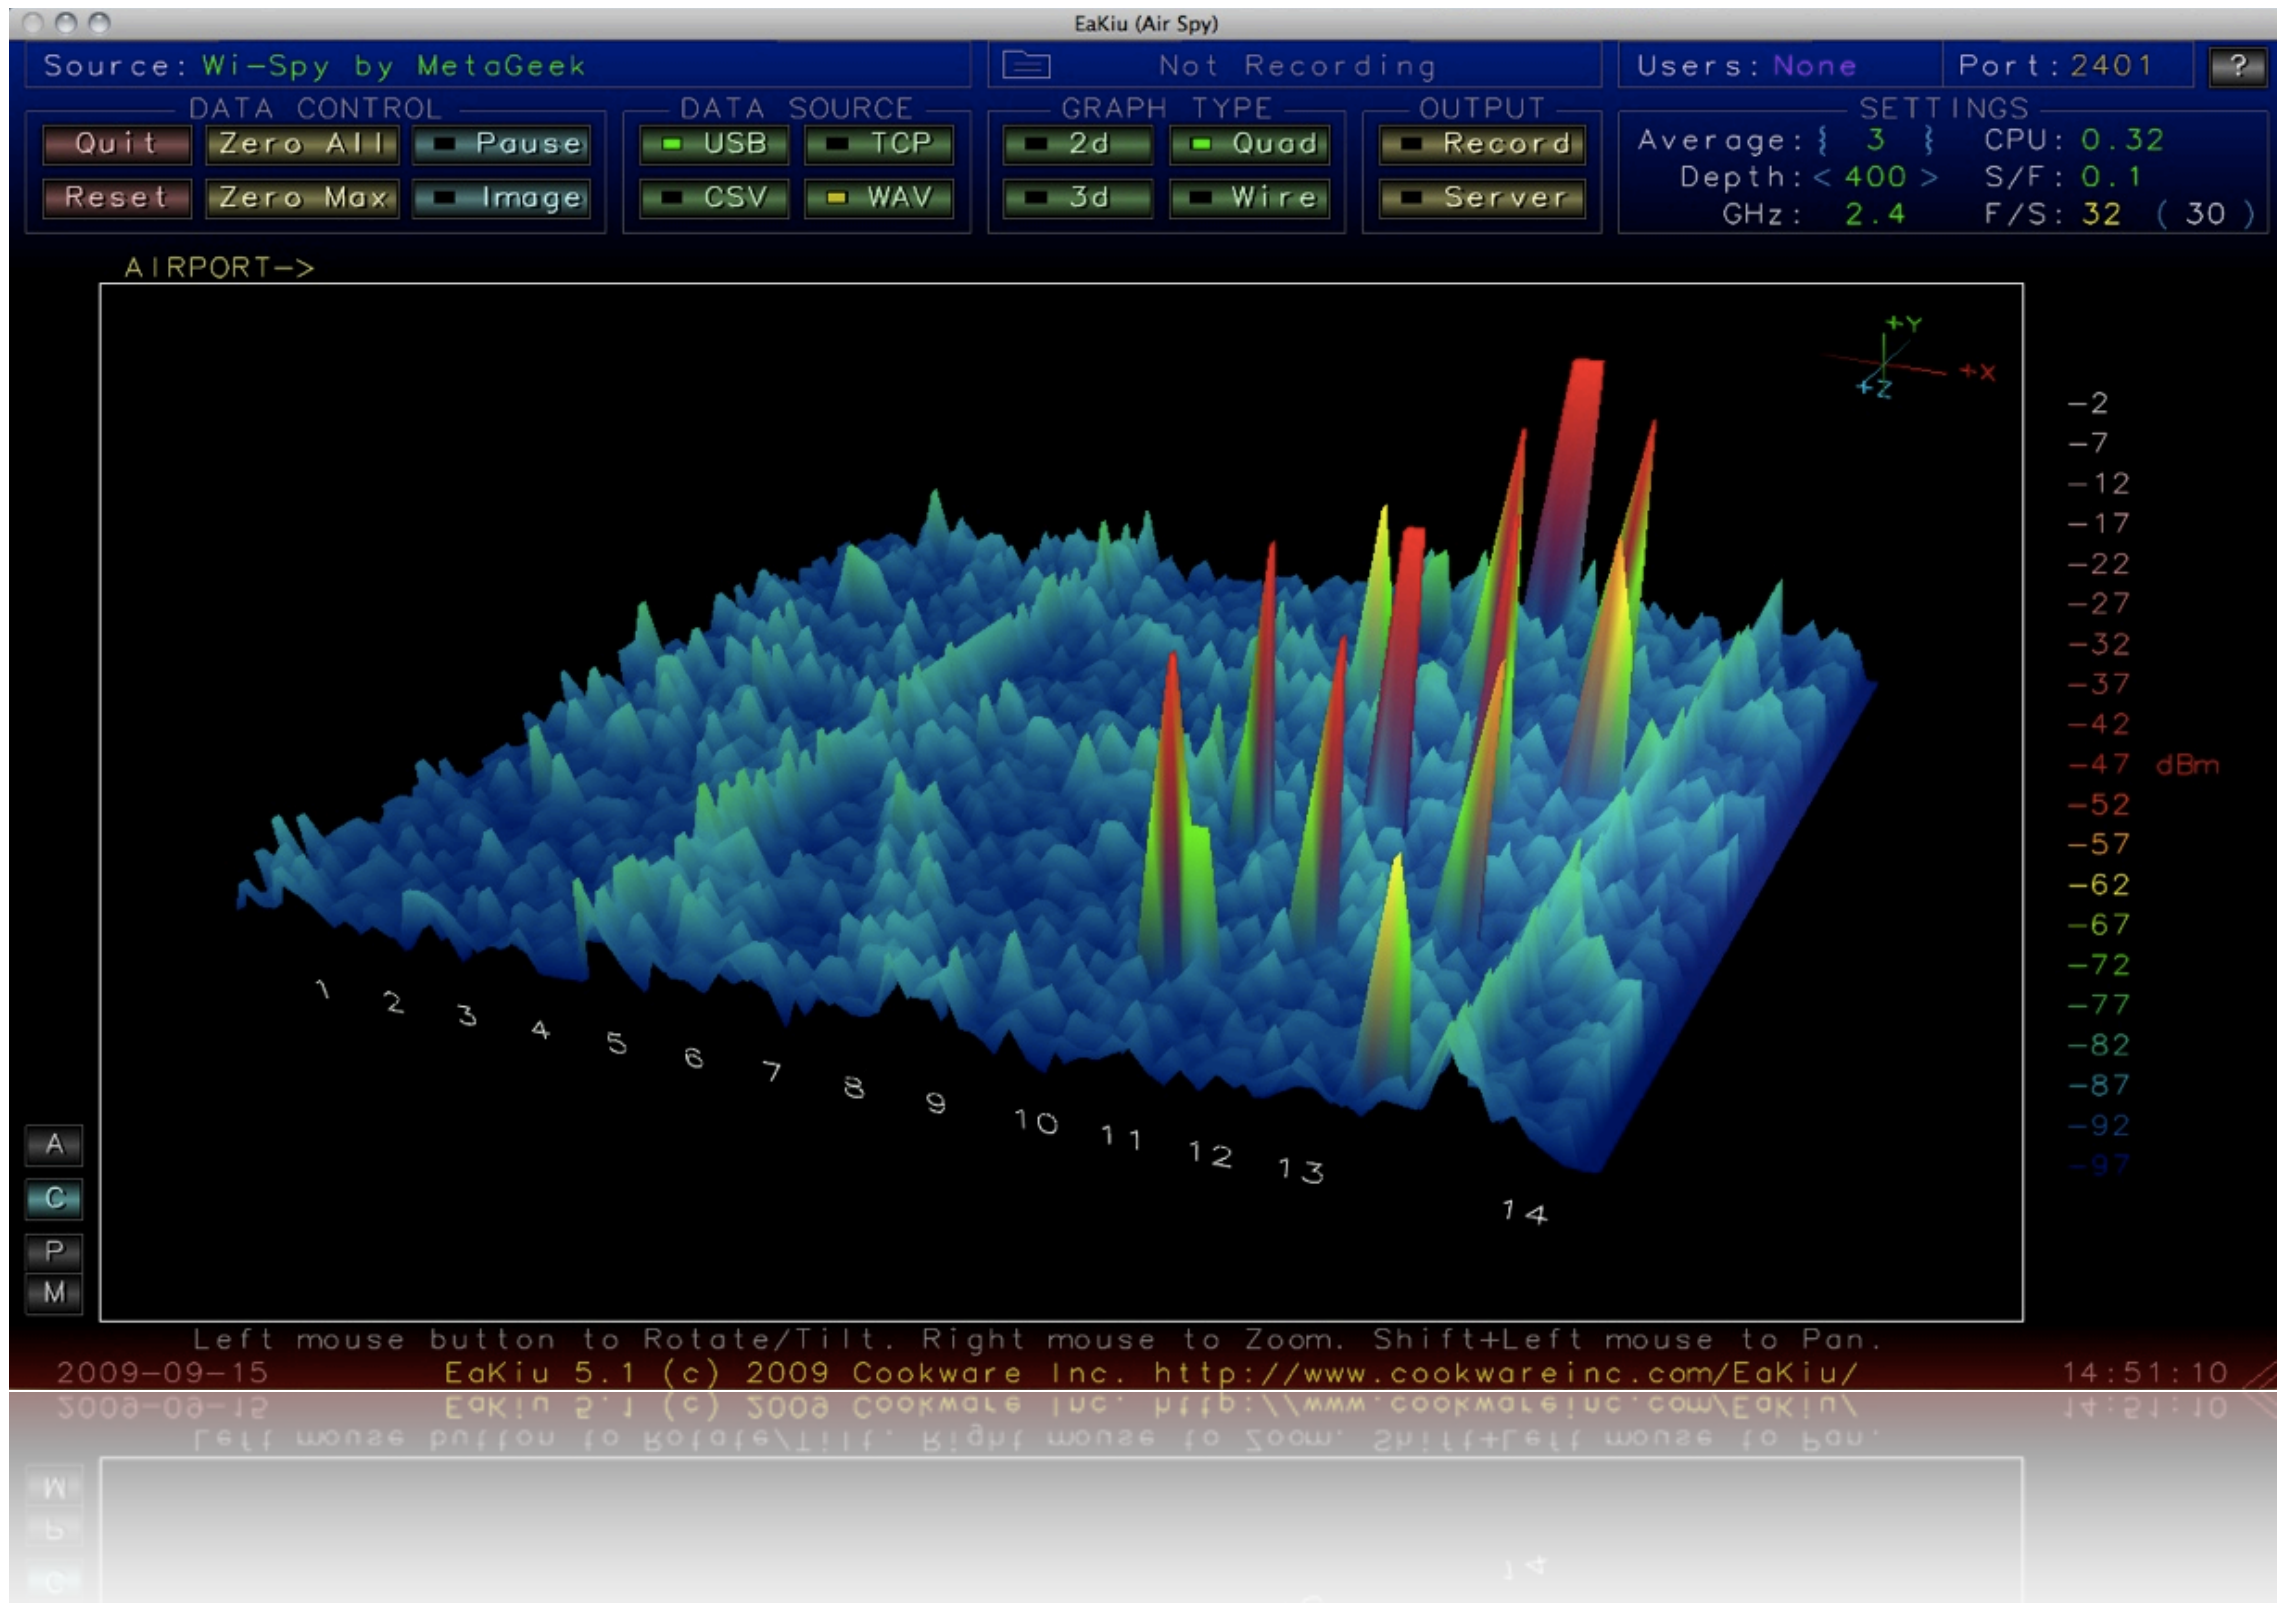 EaKiu (Air Spy)
Source: Wi-Spy by MetaGeek
Not Recording
Users: None
Port: 2401
?
DATA CONTROL
DATA SOURCE
GRAPH TYPE
OUTPUT
SETTINGS
Quit Zero All Pause
USB TCP
2d Quad
Record
Average: { 3 } CPU: 0.32
Reset Zero Max Image
CSV WAV
3d Wire
Server
Depth: < 400 > S/F: 0.1
GHz: 2.4 F/S: 32 ( 30 )
AIRPORT->
+Y
+X
+Z
-2
-7
-12
-17
-22
-27
-32
-37
-42
-47 dBm
-52
-57
-62
-67
-72
-77
-82
-87
-92
-97
1 2 3 4 5 6 7 8 9 10 11 12 13 14
A
C
P
M
Left mouse button to Rotate/Tilt. Right mouse to Zoom. Shift+Left mouse to Pan.
2009-09-15 EaKiu 5.1 (c) 2009 Cookware Inc. http://www.cookwareinc.com/EaKiu/ 14:51:10